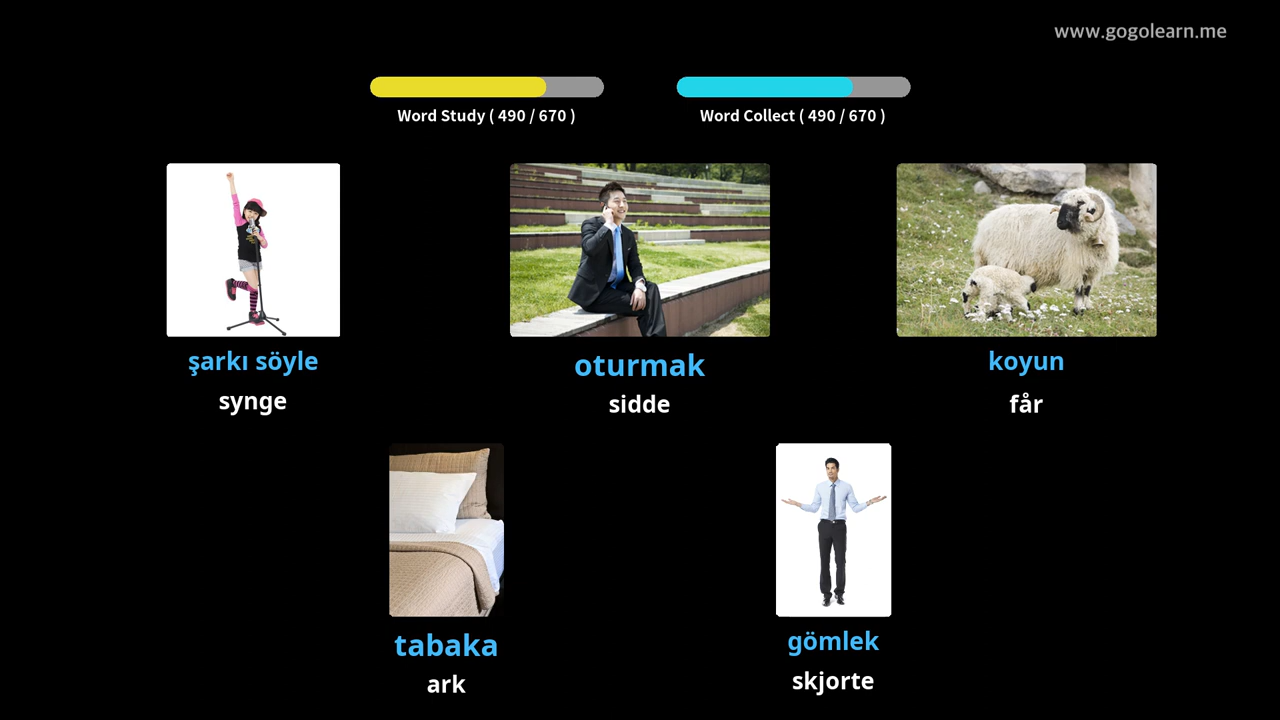 www.gogolearn.me
Word Study ( 490 / 670 )
Word Collect ( 490 / 670 )
şarkı söyle
oturmak
koyun
synge
sidde
får
tabaka
gömlek
ark
skjorte